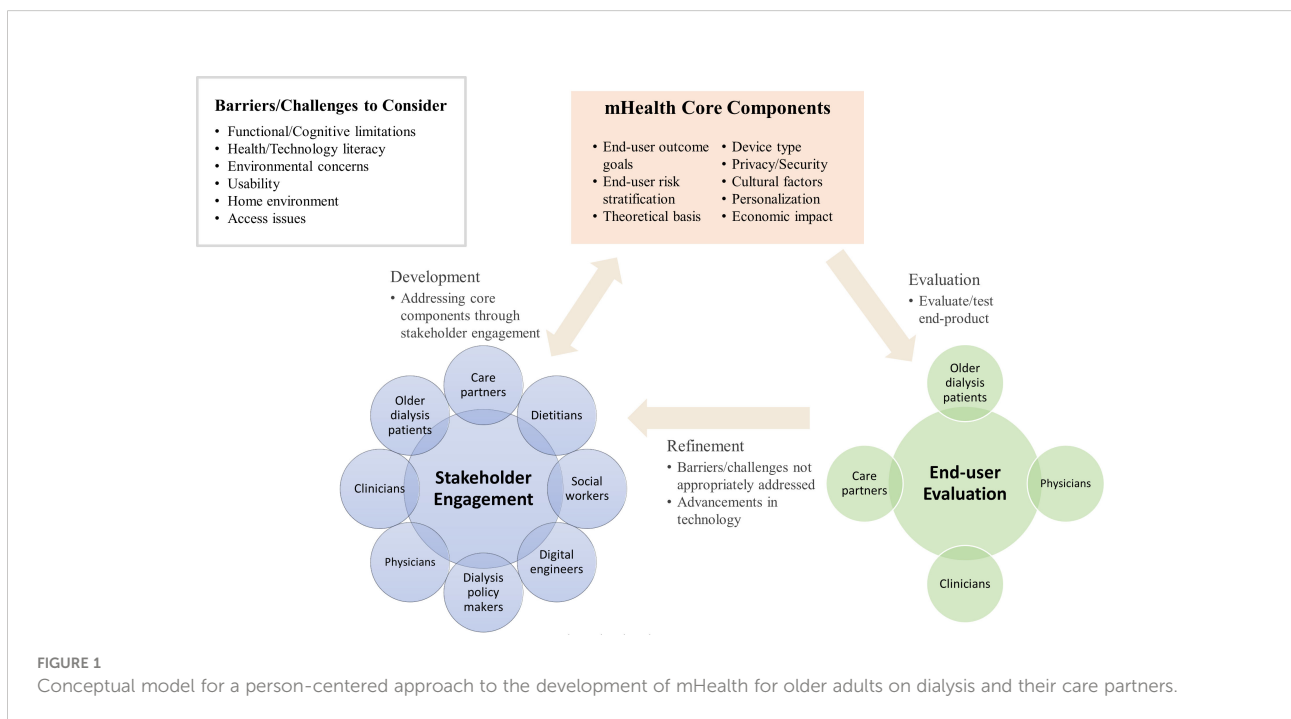 Barriers/Challenges to Consider
• Functional/Cognitive limitations
• Health/Technology literacy
• Environmental concerns
• Usability
• Home environment
• Access issues
mHealth Core Components
• End-user outcome
goals
• End-user risk
stratification
• Theoretical basis
• Device type
• Privacy/Security
• Cultural factors
• Personalization
• Economic impact
Development
• Addressing core
components through
stakeholder engagement
Evaluation
• Evaluate/test
end-product
Care
partners
Dietitians
Social
workers
Digital
engineers
Dialysis
policy
makers
Physicians
Clinicians
Older
dialysis
patients
Stakeholder
Engagement
Refinement
• Barriers/challenges not
appropriately addressed
• Advancements in
technology
Older
dialysis
patients
Care
partners
End-user
Evaluation
Physicians
Clinicians
FIGURE 1
Conceptual model for a person-centered approach to the development of mHealth for older adults on dialysis and their care partners.